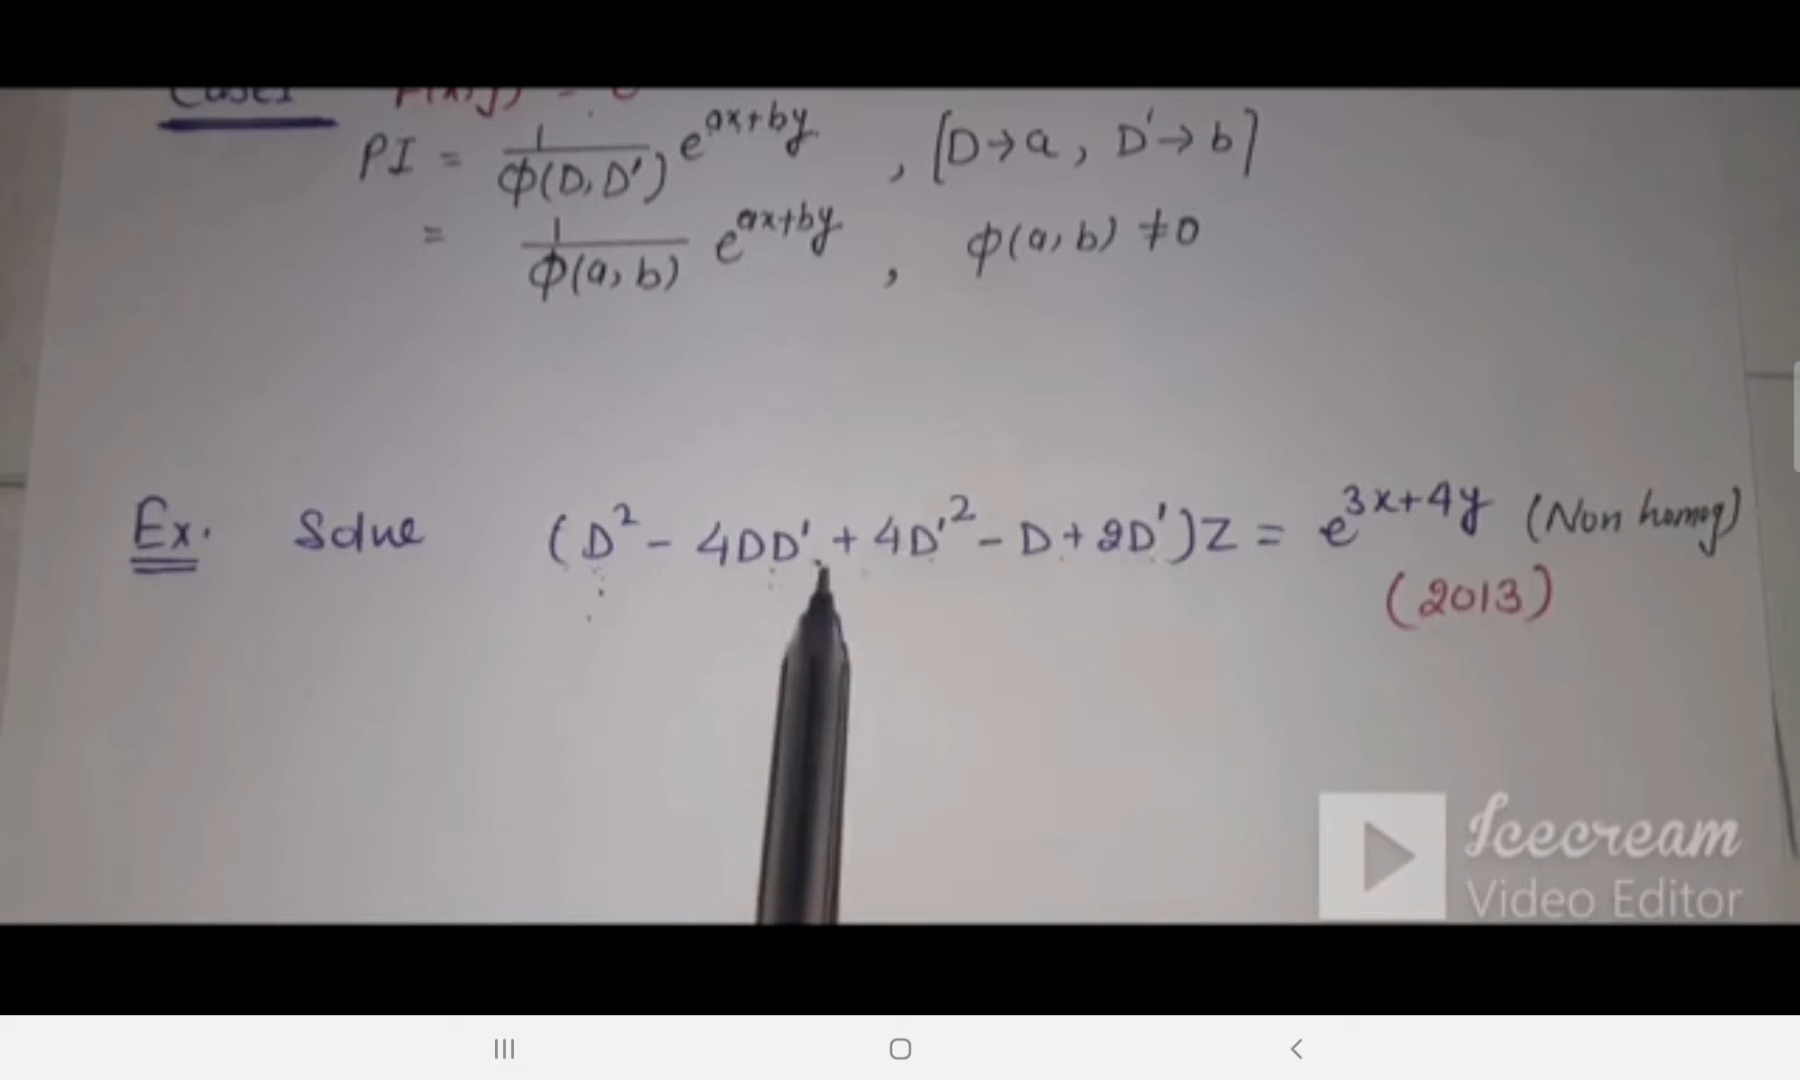 PI = 1/Φ(D,D') e^{ax+by} , [D→a, D'→b]
= 1/Φ(a,b) e^{ax+by} , Φ(a,b) ≠ 0
Ex. Solve (D² - 4DD' + 4D'² - D + 2D')Z = e^{3x+4y} (Non homog)
(2013)
Icecream
Video Editor